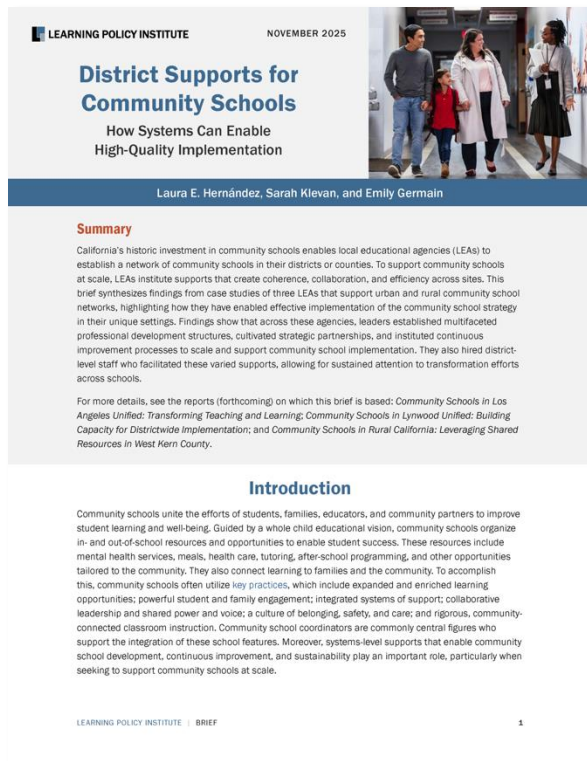 LEARNING POLICY INSTITUTE
NOVEMBER 2025
District Supports for
Community Schools
How Systems Can Enable
High-Quality Implementation
Laura E. Hernández, Sarah Klevan, and Emily Germain
Summary
California's historic investment in community schools enables local educational agencies (LEAs) to
establish a network of community schools in their districts or counties. To support community schools
at scale, LEAs institute supports that create coherence, collaboration, and efficiency across sites. This
brief synthesizes findings from case studies of three LEAs that support urban and rural community school
networks, highlighting how they have enabled effective implementation of the community school strategy
in their unique settings. Findings show that across these agencies, leaders established multifaceted
professional development structures, cultivated strategic partnerships, and instituted continuous
improvement processes to scale and support community school implementation. They also hired district-
level staff who facilitated these varied supports, allowing for sustained attention to transformation efforts
across schools.
For more details, see the reports (forthcoming) on which this brief is based: Community Schools in Los
Angeles Unified: Transforming Teaching and Learning; Community Schools in Lynwood Unified: Building
Capacity for Districtwide Implementation; and Community Schools in Rural California: Leveraging Shared
Resources in West Kern County.
Introduction
Community schools unite the efforts of students, families, educators, and community partners to improve
student learning and well-being. Guided by a whole child educational vision, community schools organize
in- and out-of-school resources and opportunities to enable student success. These resources include
mental health services, meals, health care, tutoring, after-school programming, and other opportunities
tailored to the community. They also connect learning to families and the community. To accomplish
this, community schools often utilize key practices, which include expanded and enriched learning
opportunities; powerful student and family engagement; integrated systems of support; collaborative
leadership and shared power and voice; a culture of belonging, safety, and care; and rigorous, community-
connected classroom instruction. Community school coordinators are commonly central figures who
support the integration of these school features. Moreover, systems-level supports that enable community
school development, continuous improvement, and sustainability play an important role, particularly when
seeking to support community schools at scale.
LEARNING POLICY INSTITUTE | BRIEF
1